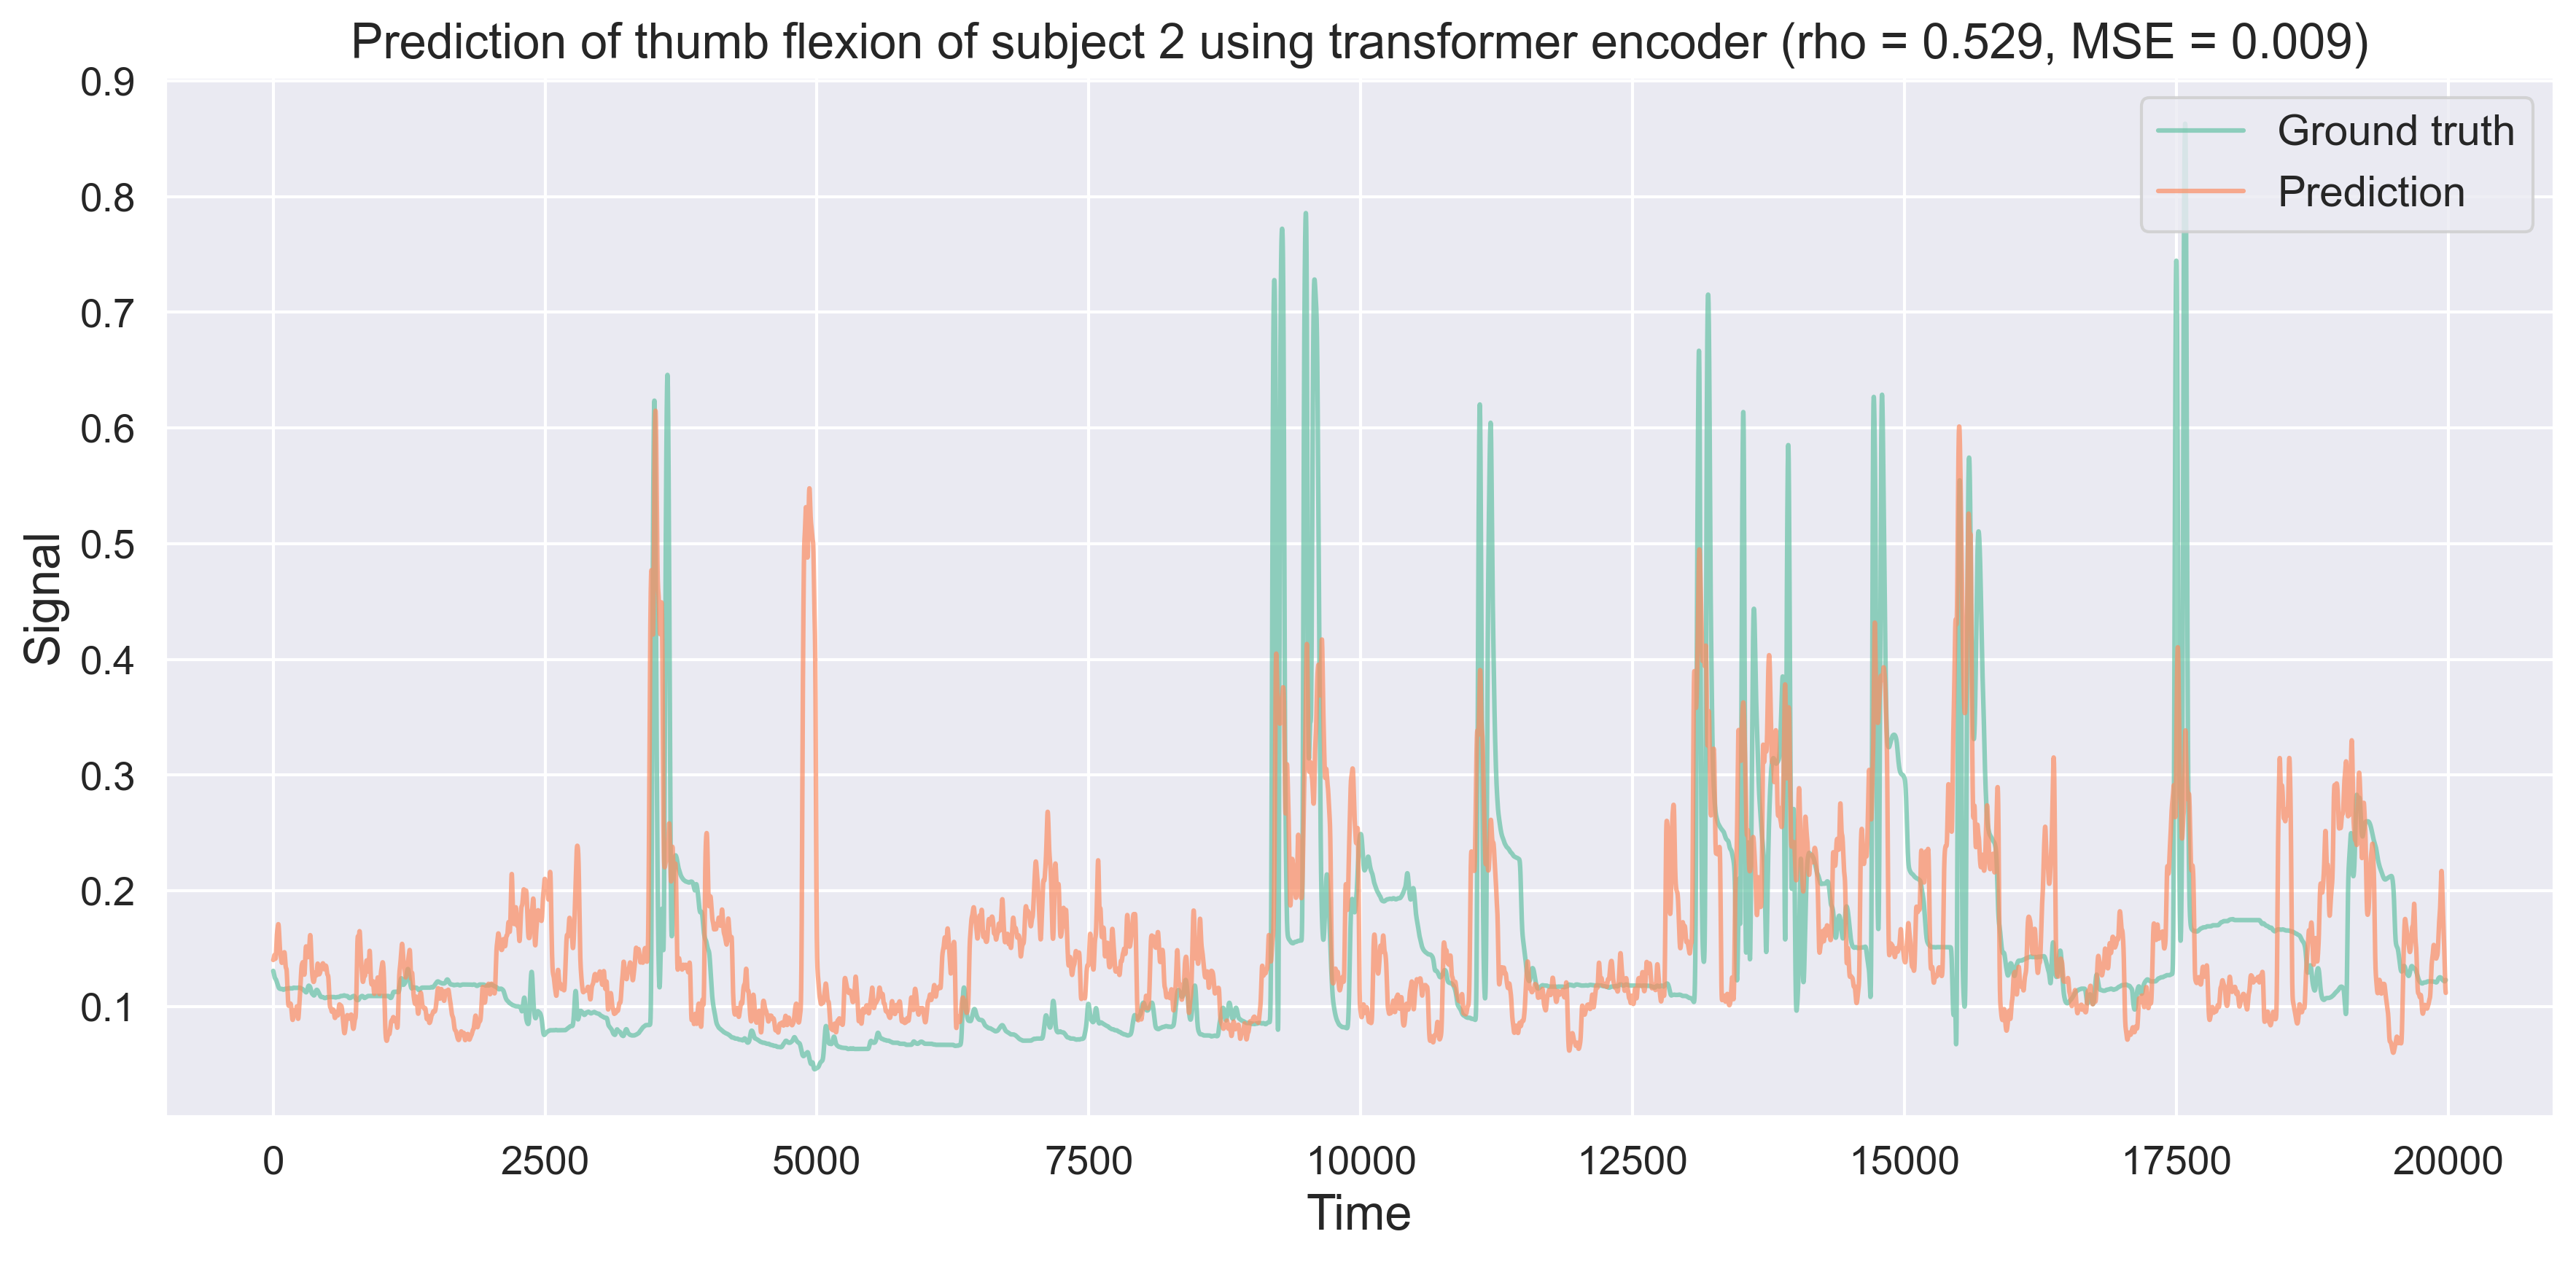 Prediction of thumb flexion of subject 2 using transformer encoder (rho = 0.529, MSE = 0.009)
Ground truth
Prediction
0.9
0.8
0.7
0.6
0.5
0.4
0.3
0.2
0.1
Signal
0 2500 5000 7500 10000 12500 15000 17500 20000
Time